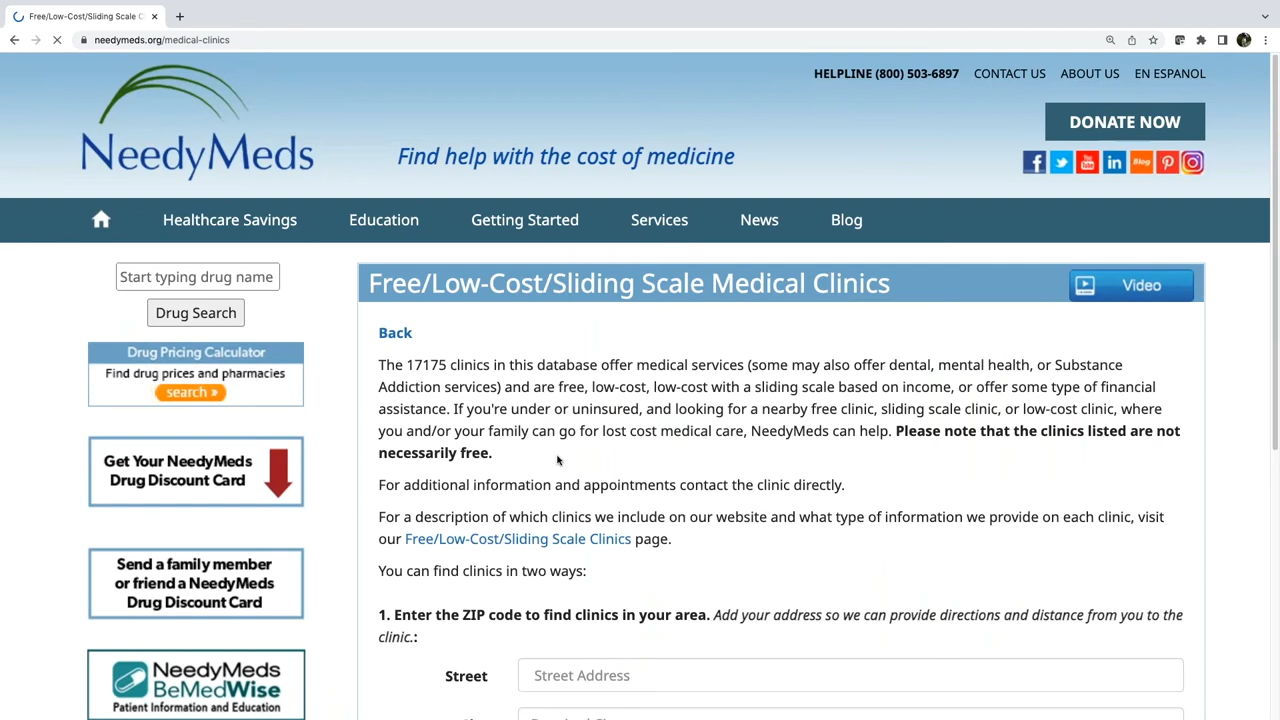 Free/Low-Cost/Sliding Scale C
needymeds.org/medical-clinics
HELPLINE (800) 503-6897 CONTACT US ABOUT US EN ESPANOL
NeedyMeds
Find help with the cost of medicine
DONATE NOW
Blog
Healthcare Savings Education Getting Started Services News Blog
Start typing drug name
Drug Search
Drug Pricing Calculator
Find drug prices and pharmacies
search »
Get Your NeedyMeds
Drug Discount Card
Send a family member
or friend a NeedyMeds
Drug Discount Card
NeedyMeds
BeMedWise
Patient Information and Education
Free/Low-Cost/Sliding Scale Medical Clinics
Video
Back
The 17175 clinics in this database offer medical services (some may also offer dental, mental health, or Substance
Addiction services) and are free, low-cost, low-cost with a sliding scale based on income, or offer some type of financial
assistance. If you're under or uninsured, and looking for a nearby free clinic, sliding scale clinic, or low-cost clinic, where
you and/or your family can go for lost cost medical care, NeedyMeds can help. Please note that the clinics listed are not
necessarily free.
For additional information and appointments contact the clinic directly.
For a description of which clinics we include on our website and what type of information we provide on each clinic, visit
our Free/Low-Cost/Sliding Scale Clinics page.
You can find clinics in two ways:
1. Enter the ZIP code to find clinics in your area. Add your address so we can provide directions and distance from you to the
clinic.:
Street Street Address